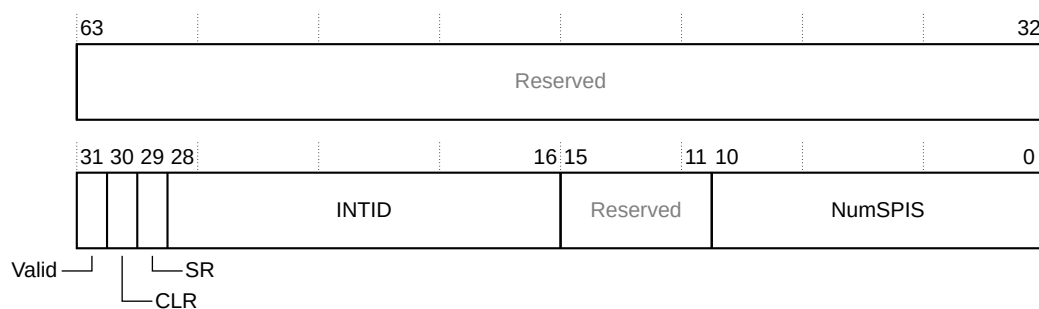 63 32
Reserved
31 30 29 28 16 15 11 10 0
INTID Reserved NumSPIS
Valid SR
CLR